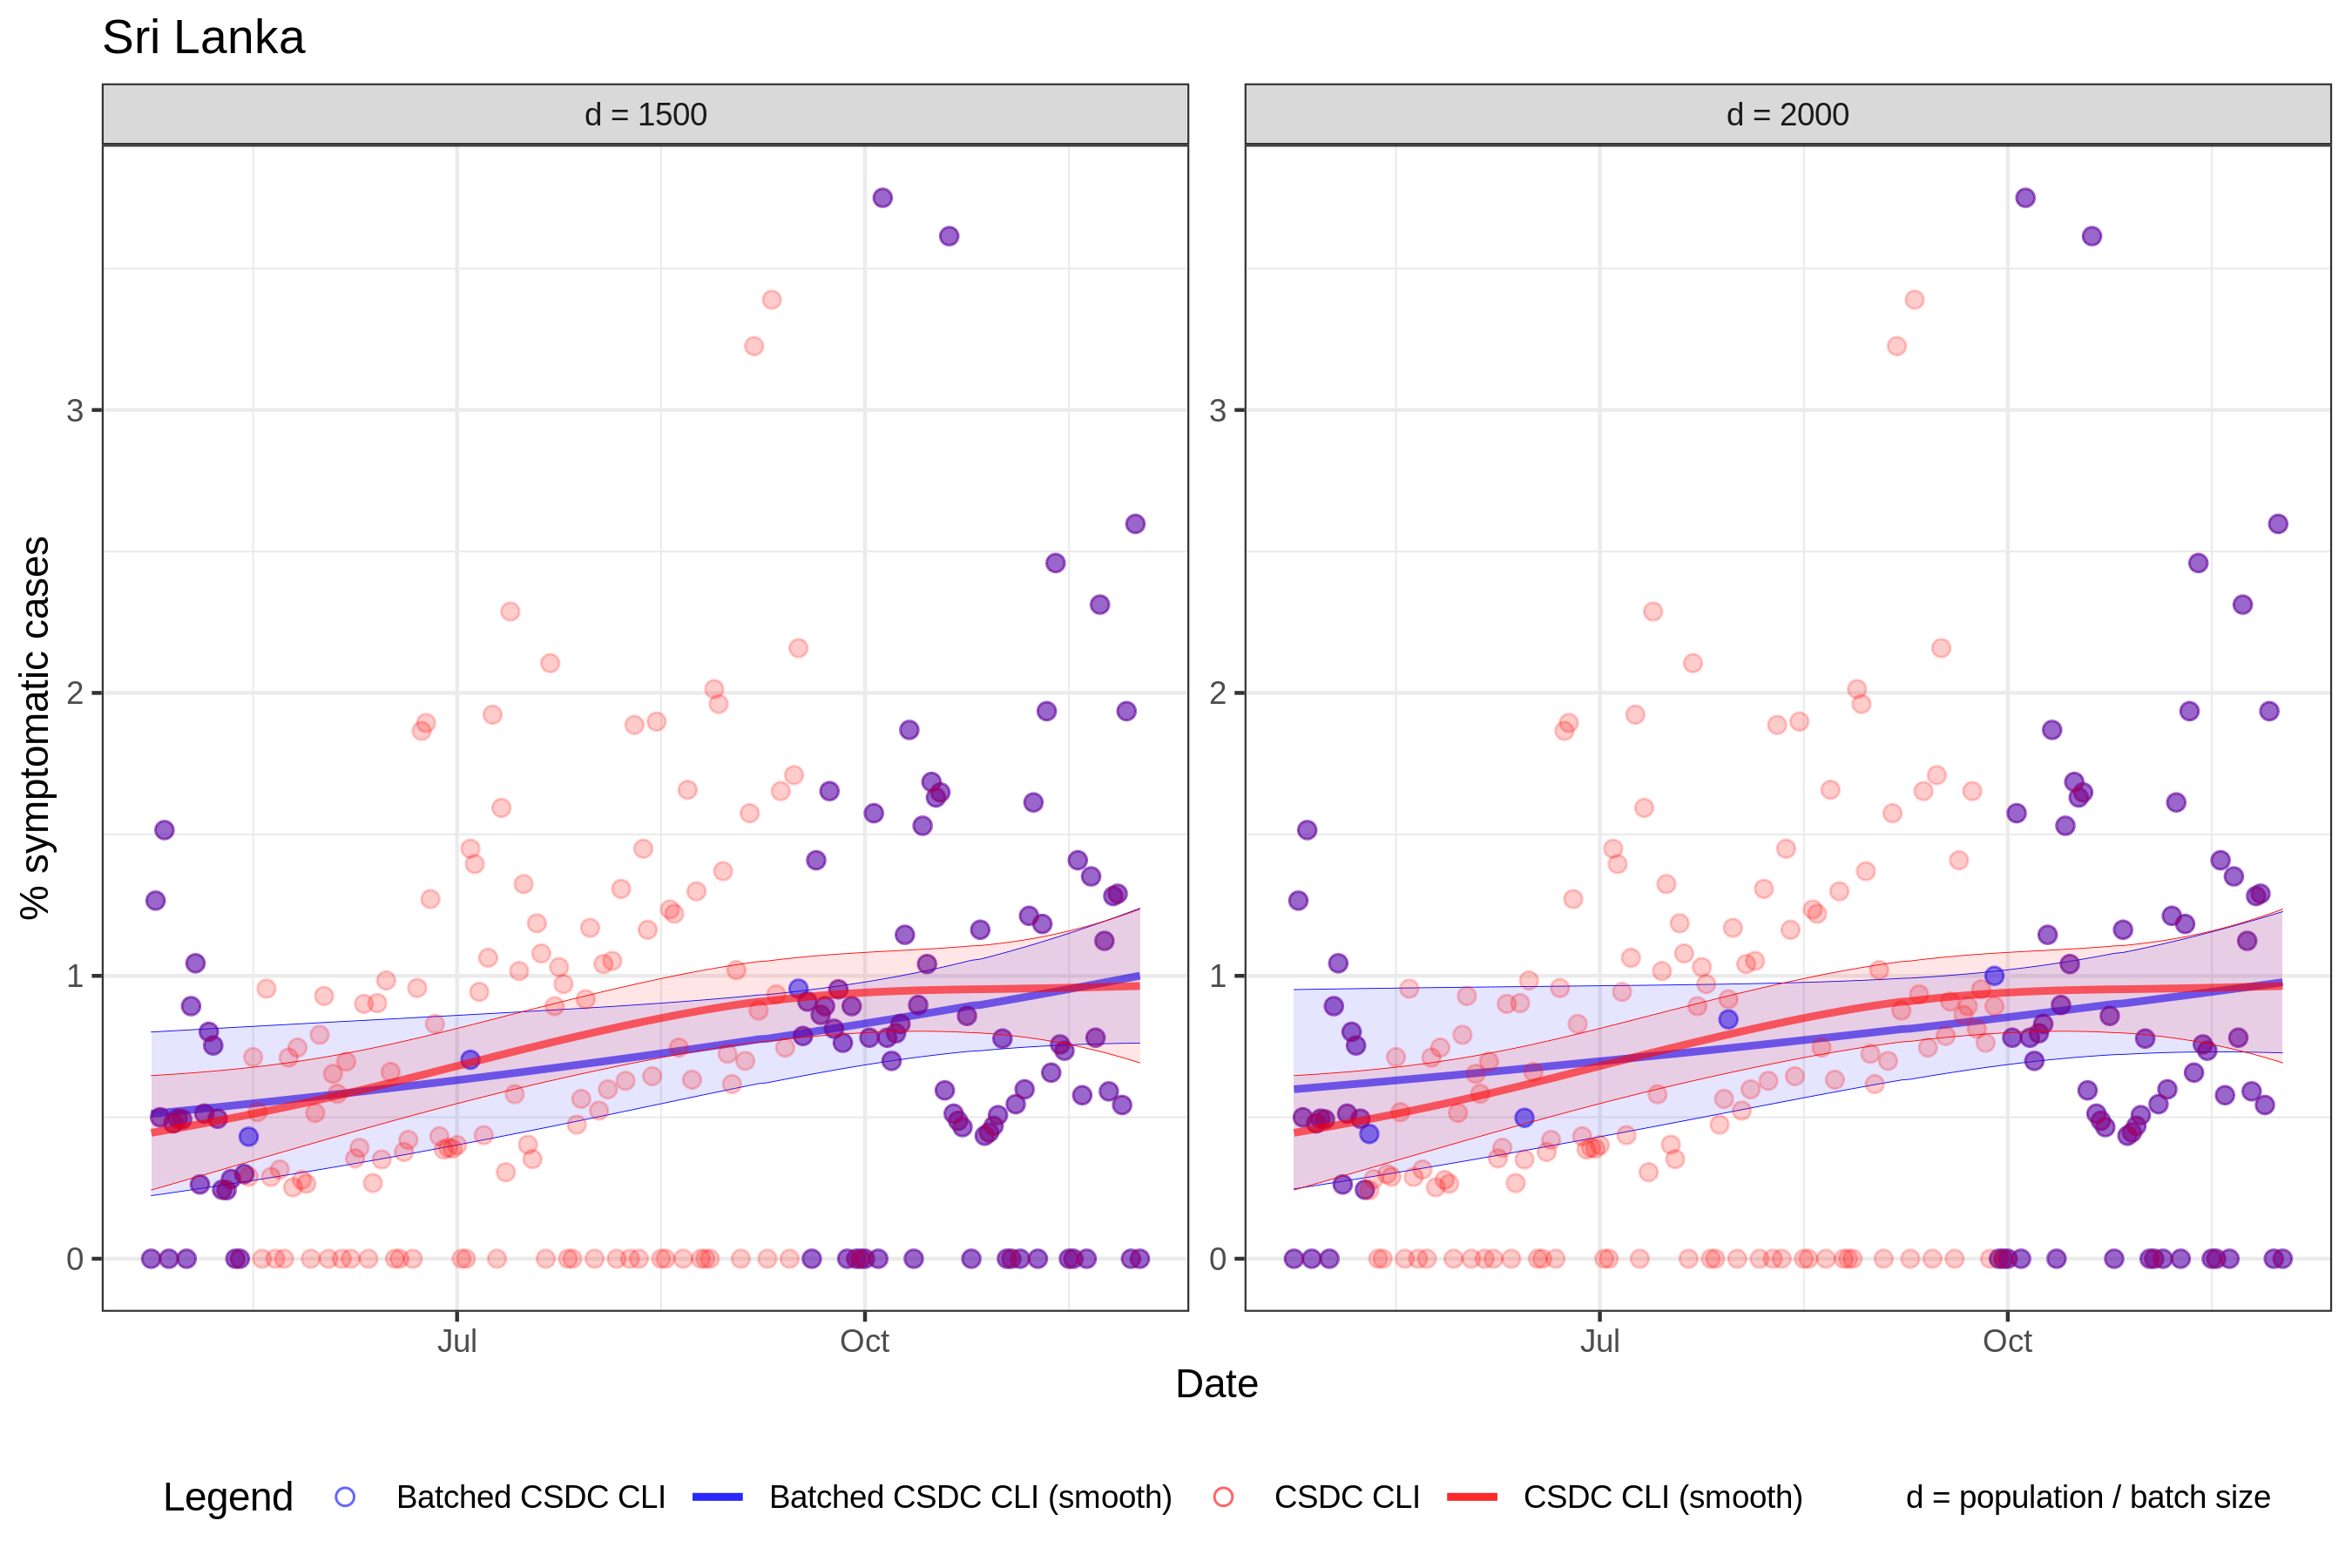 Sri Lanka
d = 1500
d = 2000
% symptomatic cases
3
2
1
0
3
2
1
0
Jul
Oct
Jul
Oct
Date
Legend
Batched CSDC CLI
Batched CSDC CLI (smooth)
CSDC CLI
CSDC CLI (smooth)
d = population / batch size